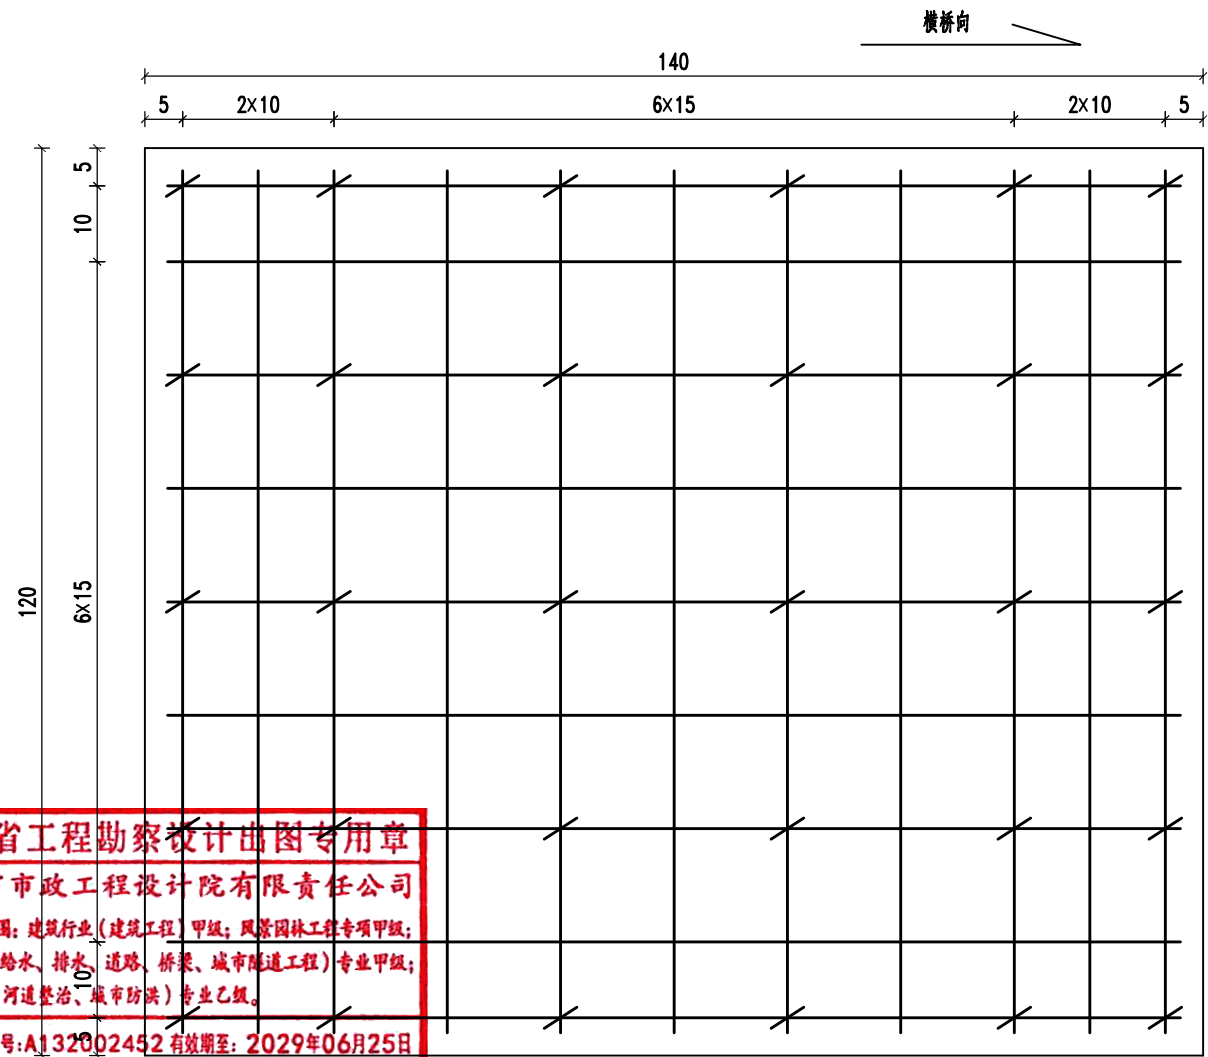 横桥向
140
5 2×10 6×15 2×10 5
5
10
120
6×15
10
5
省工程勘察设计出图专用章
市政工程设计院有限责任公司
围: 建筑行业(建筑工程)甲级; 风景园林工程专项甲级;
给水、排水、道路、桥梁、城市隧道工程)专业甲级;
河道整治、城市防洪)专业乙级。
号:A132002452 有效期至: 2029年06月25日